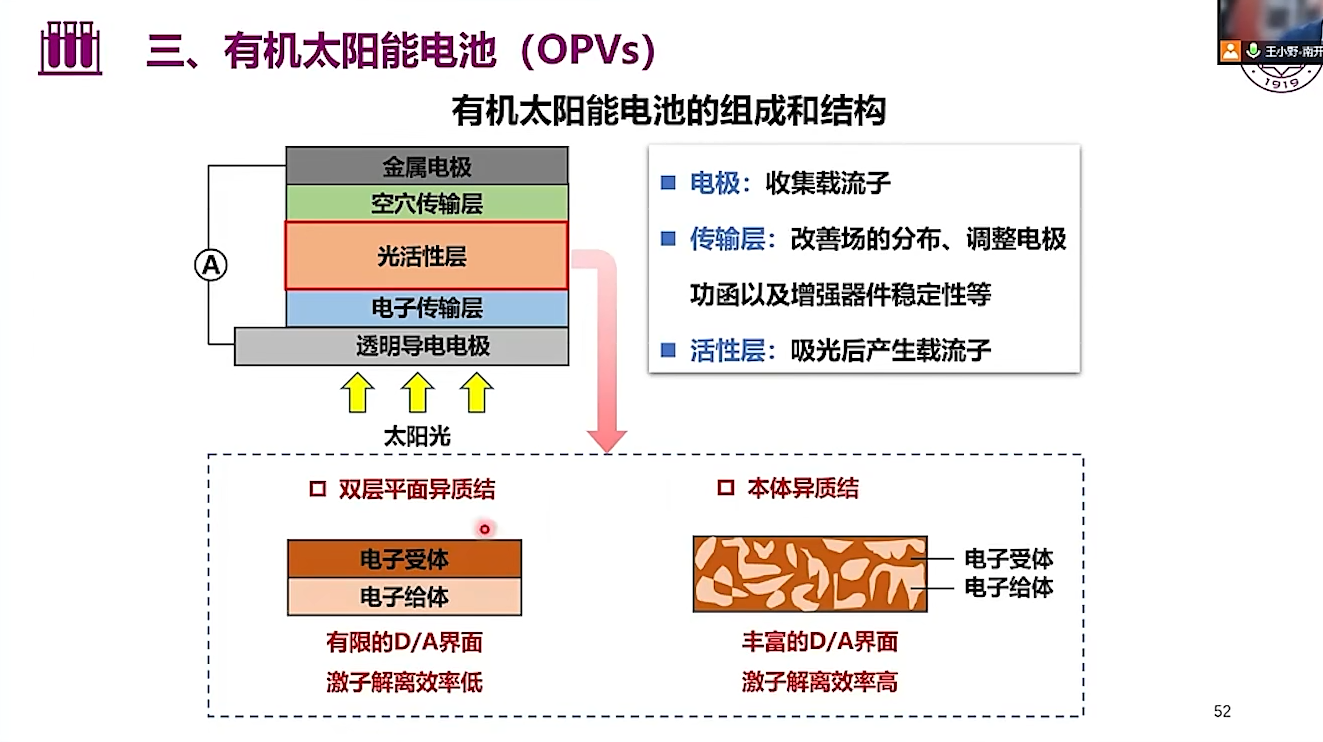 三、有机太阳能电池（OPVs）
王小野-南开
1919
有机太阳能电池的组成和结构
金属电极
空穴传输层
光活性层
电子传输层
透明导电电极
A
太阳光
电极：收集载流子
传输层：改善场的分布、调整电极
功函以及增强器件稳定性等
活性层：吸光后产生载流子
双层平面异质结
电子受体
电子给体
有限的D/A界面
激子解离效率低
本体异质结
电子受体
电子给体
丰富的D/A界面
激子解离效率高
52